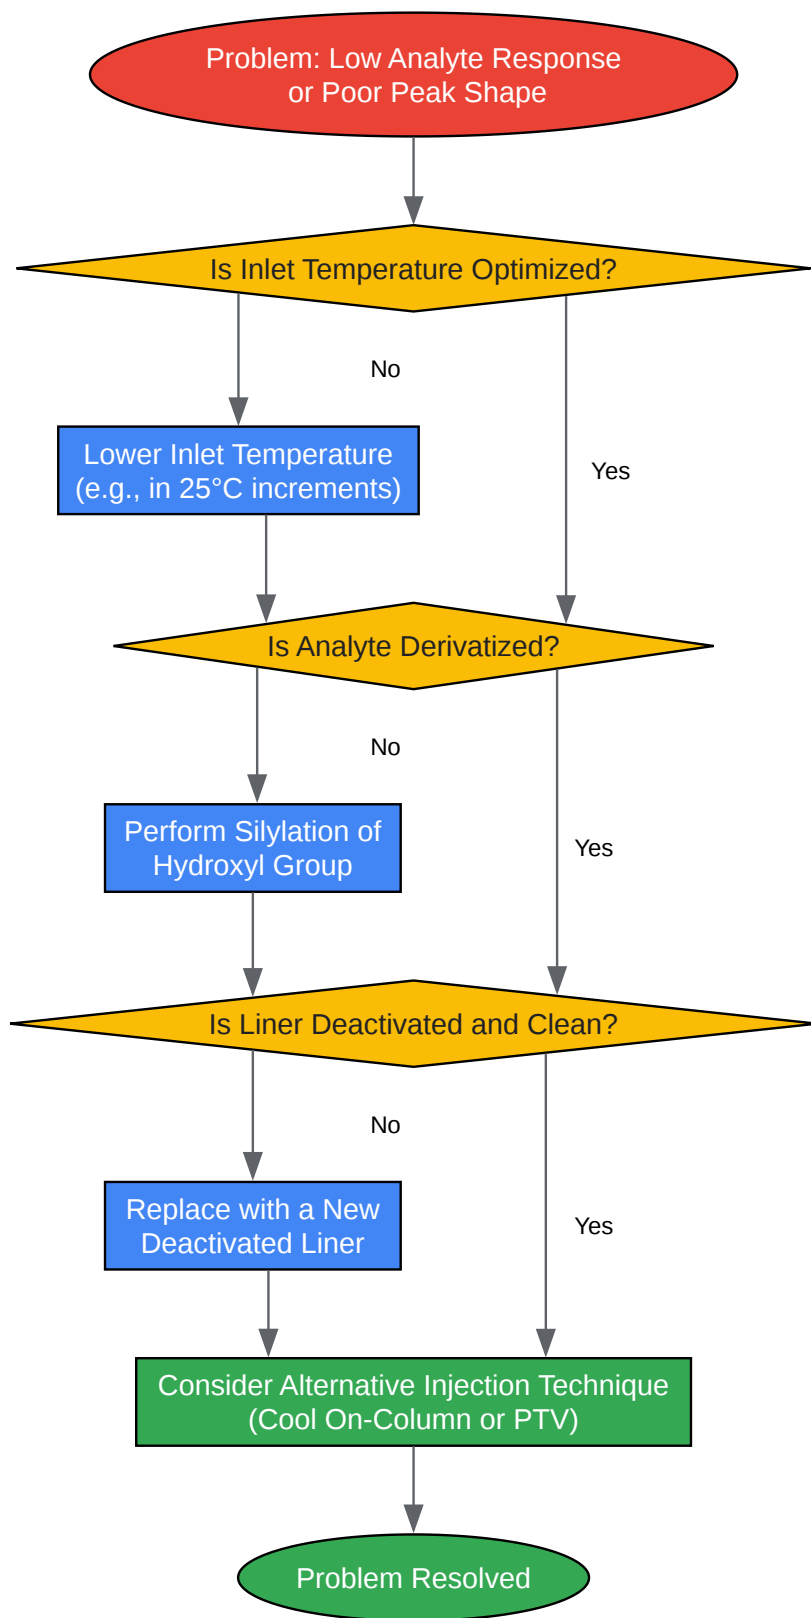 Problem: Low Analyte Response
or Poor Peak Shape
Is Inlet Temperature Optimized?
No
Lower Inlet Temperature
(e.g., in 25°C increments)
Yes
Is Analyte Derivatized?
No
Perform Silylation of
Hydroxyl Group
Yes
Is Liner Deactivated and Clean?
No
Replace with a New
Deactivated Liner
Yes
Consider Alternative Injection Technique
(Cool On-Column or PTV)
Problem Resolved